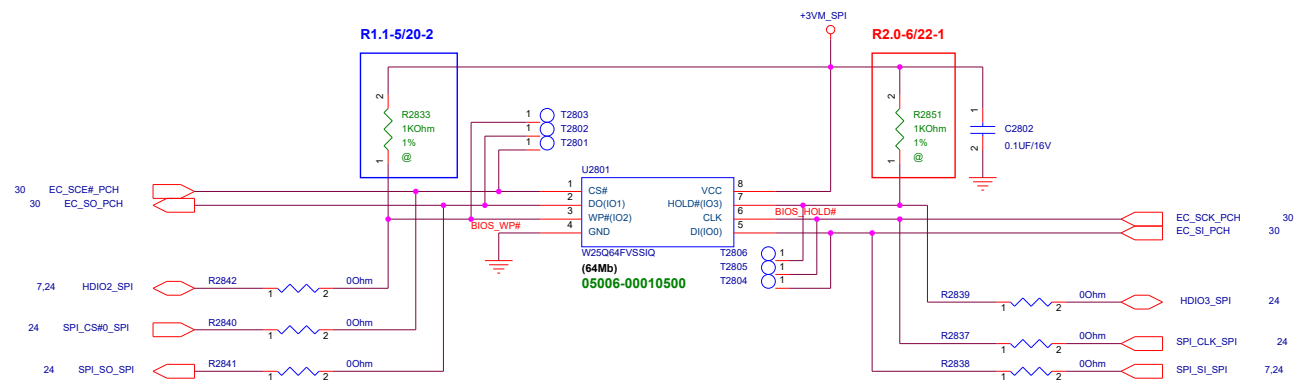 +3VM_SPI
R1.1-5/20-2
R2.0-6/22-1
2
R2833
1KOhm
1%
@
1
1 T2803
1 T2802
1 T2801
2
R2851
1KOhm
1%
@
1
1
C2802
0.1UF/16V
2
U2801
30 EC_SCE#_PCH
30 EC_SO_PCH
1 CS# VCC 8
2 DO(IO1) HOLD#(IO3) 7
3 WP#(IO2) CLK 6
4 GND DI(IO0) 5
BIOS_WP#
BIOS_HOLD#
EC_SCK_PCH 30
EC_SI_PCH 30
W25Q64FVSSIQ
(64Mb)
05006-00010500
T2806 1
T2805 1
T2804 1
7,24 HDIO2_SPI R2842 1 2 0Ohm
24 SPI_CS#0_SPI R2840 1 2 0Ohm
24 SPI_SO_SPI R2841 1 2 0Ohm
R2839 1 2 0Ohm HDIO3_SPI 24
R2837 1 2 0Ohm SPI_CLK_SPI 24
R2838 1 2 0Ohm SPI_SI_SPI 7,24